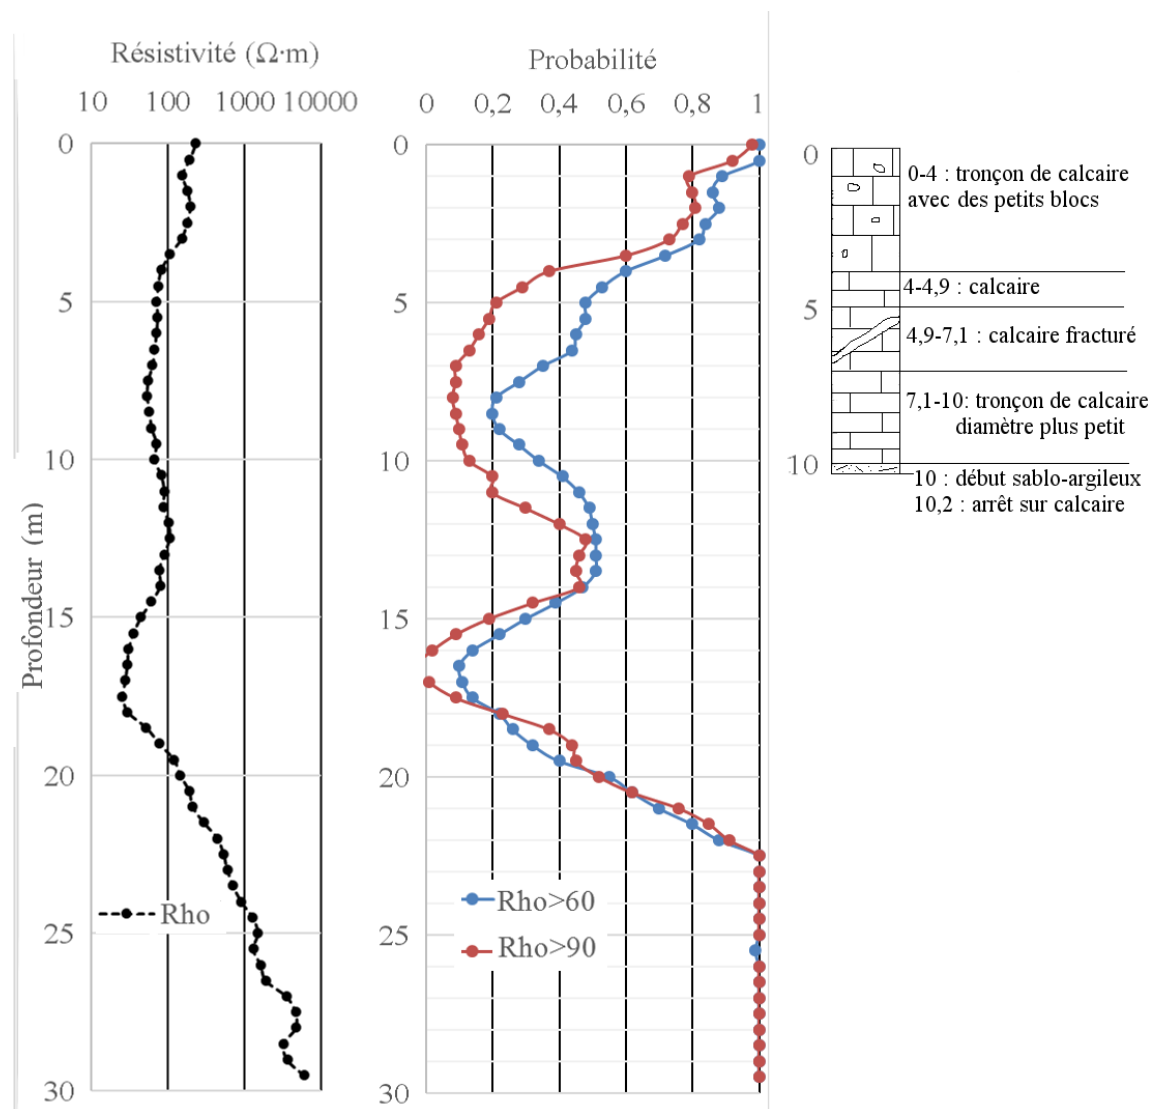 Résistivité (Ω·m)
10 100 1000 10000
0
5
10
15
20
25
30
Profondeur (m)
Rho
Probabilité
0 0,2 0,4 0,6 0,8 1
0
5
10
15
20
25
30
Rho>60
Rho>90
0
5
10
0-4 : tronçon de calcaire
avec des petits blocs
4-4,9 : calcaire
4,9-7,1 : calcaire fracturé
7,1-10: tronçon de calcaire
diamètre plus petit
10 : début sablo-argileux
10,2 : arrêt sur calcaire